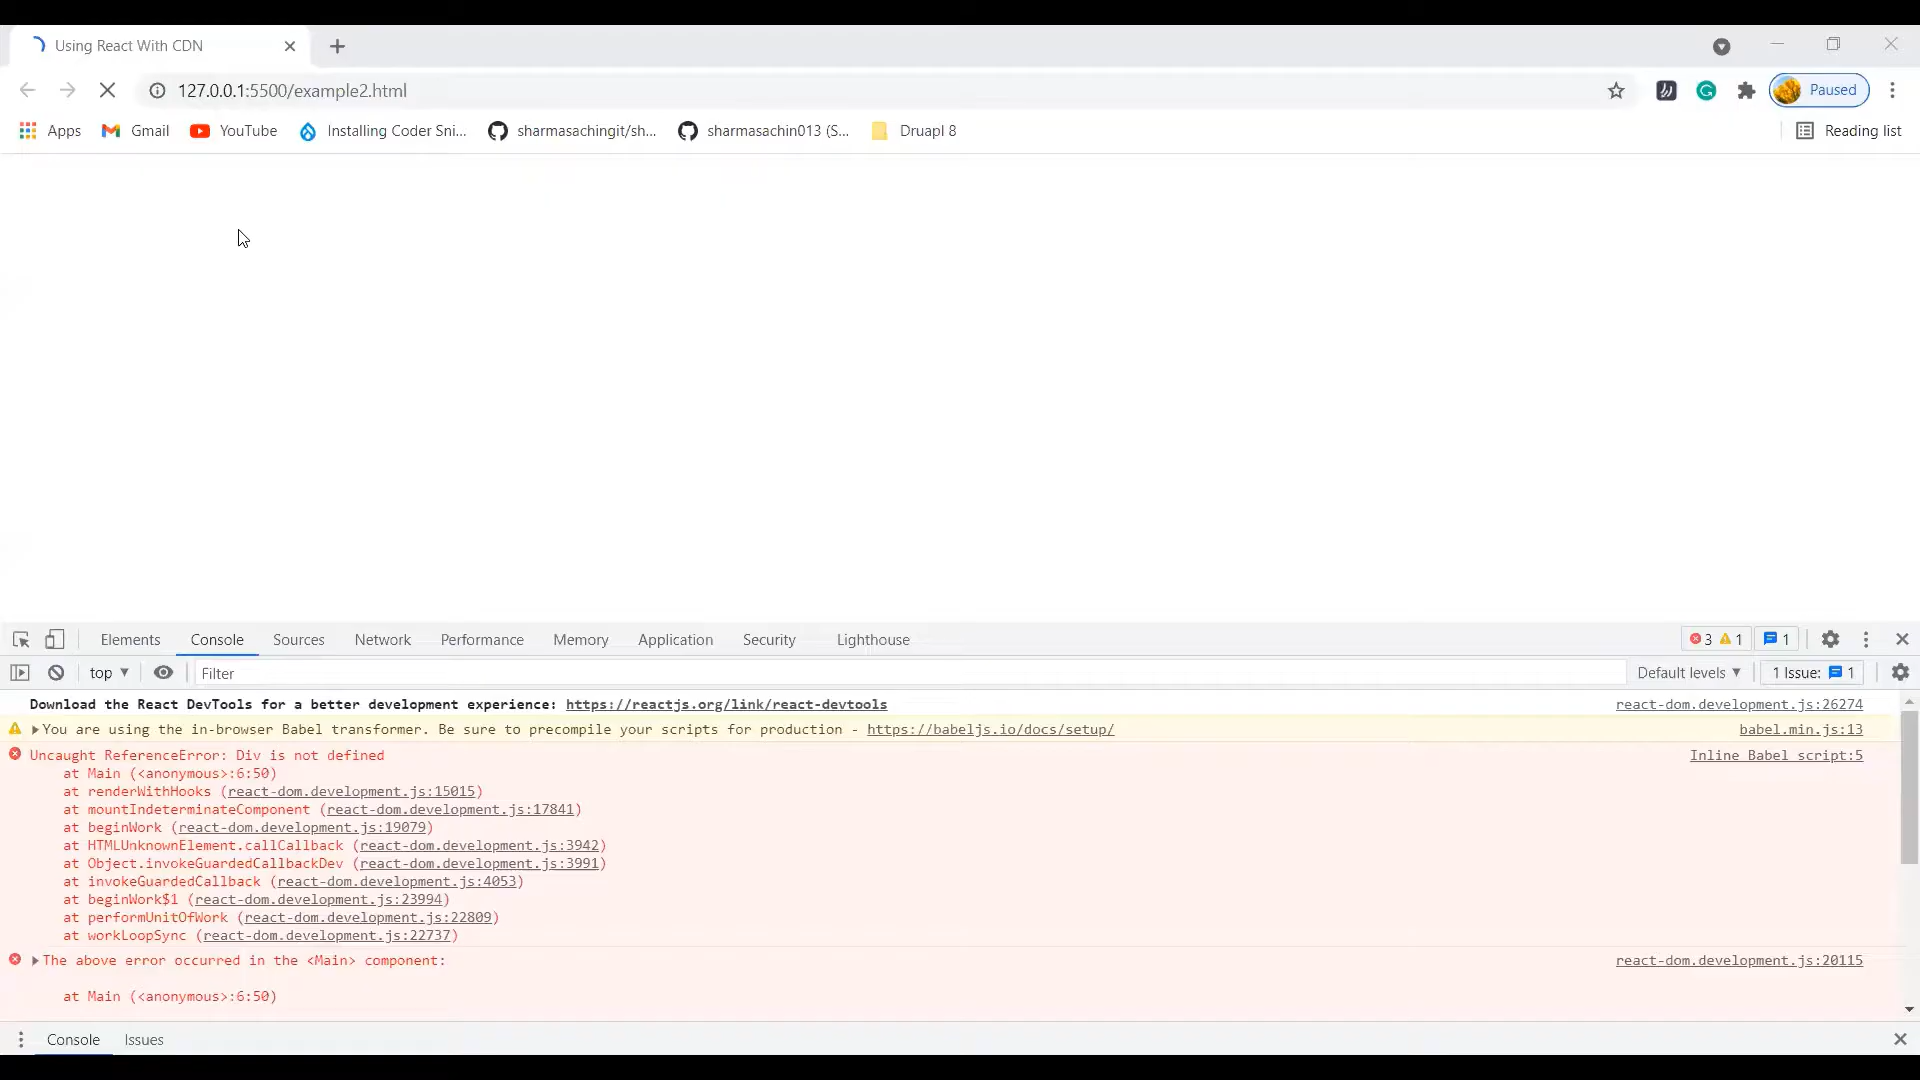 Using React With CDN
127.0.0.1:5500/example2.html
Paused
Apps
Gmail
YouTube
Installing Coder Sni...
sharmasachingit/sh...
sharmasachin013 (S...
Druapl 8
Reading list
Elements
Console
Sources
Network
Performance
Memory
Application
Security
Lighthouse
3
1
1
top ▼
Filter
Default levels ▼
1 Issue: 1
Download the React DevTools for a better development experience: https://reactjs.org/link/react-devtools react-dom.development.js:26274
You are using the in-browser Babel transformer. Be sure to precompile your scripts for production - https://babeljs.io/docs/setup/ babel.min.js:13
Uncaught ReferenceError: Div is not defined Inline Babel script:5
at Main (<anonymous>:6:50)
at renderWithHooks (react-dom.development.js:15015)
at mountIndeterminateComponent (react-dom.development.js:17841)
at beginWork (react-dom.development.js:19079)
at HTMLUnknownElement.callCallback (react-dom.development.js:3942)
at Object.invokeGuardedCallbackDev (react-dom.development.js:3991)
at invokeGuardedCallback (react-dom.development.js:4053)
at beginWork$1 (react-dom.development.js:23994)
at performUnitOfWork (react-dom.development.js:22809)
at workLoopSync (react-dom.development.js:22737)
The above error occurred in the <Main> component: react-dom.development.js:20115
at Main (<anonymous>:6:50)
Console
Issues